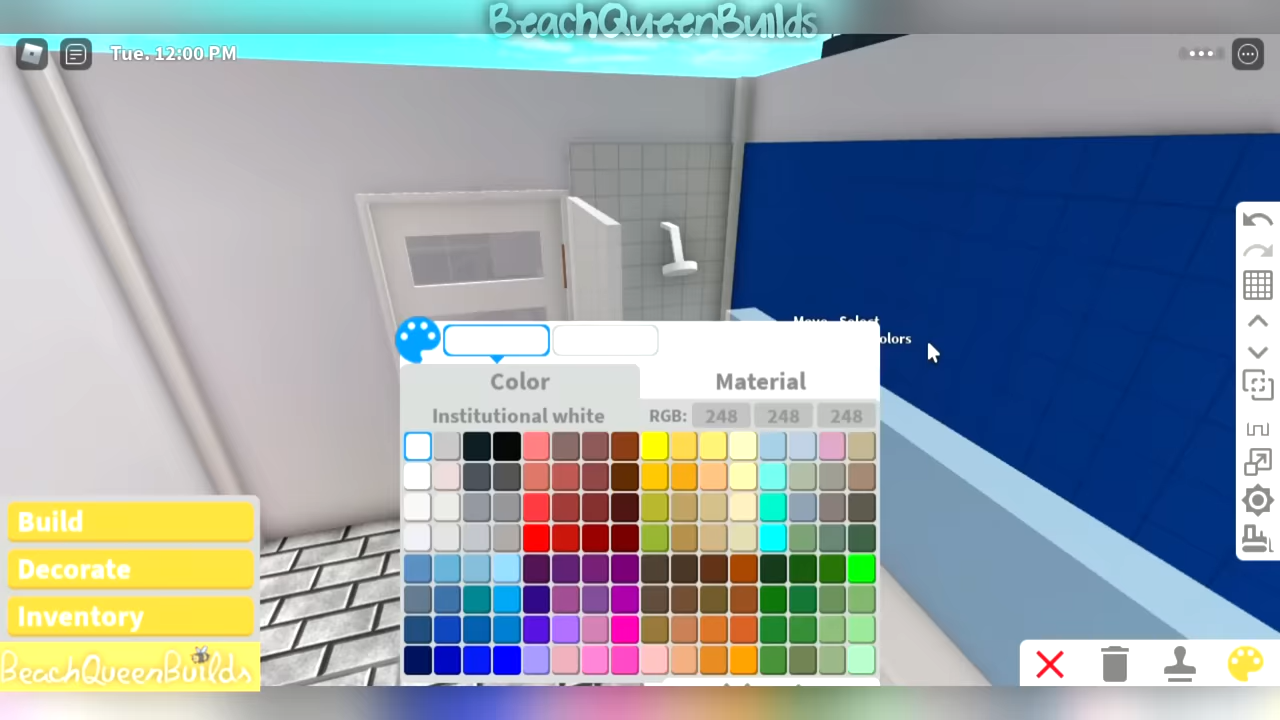 BeachQueenBuilds
Tue. 12:00 PM
Move Select
olors
Color
Material
Institutional white
RGB: 248 248 248
Build
Decorate
Inventory
BeachQueenBuilds